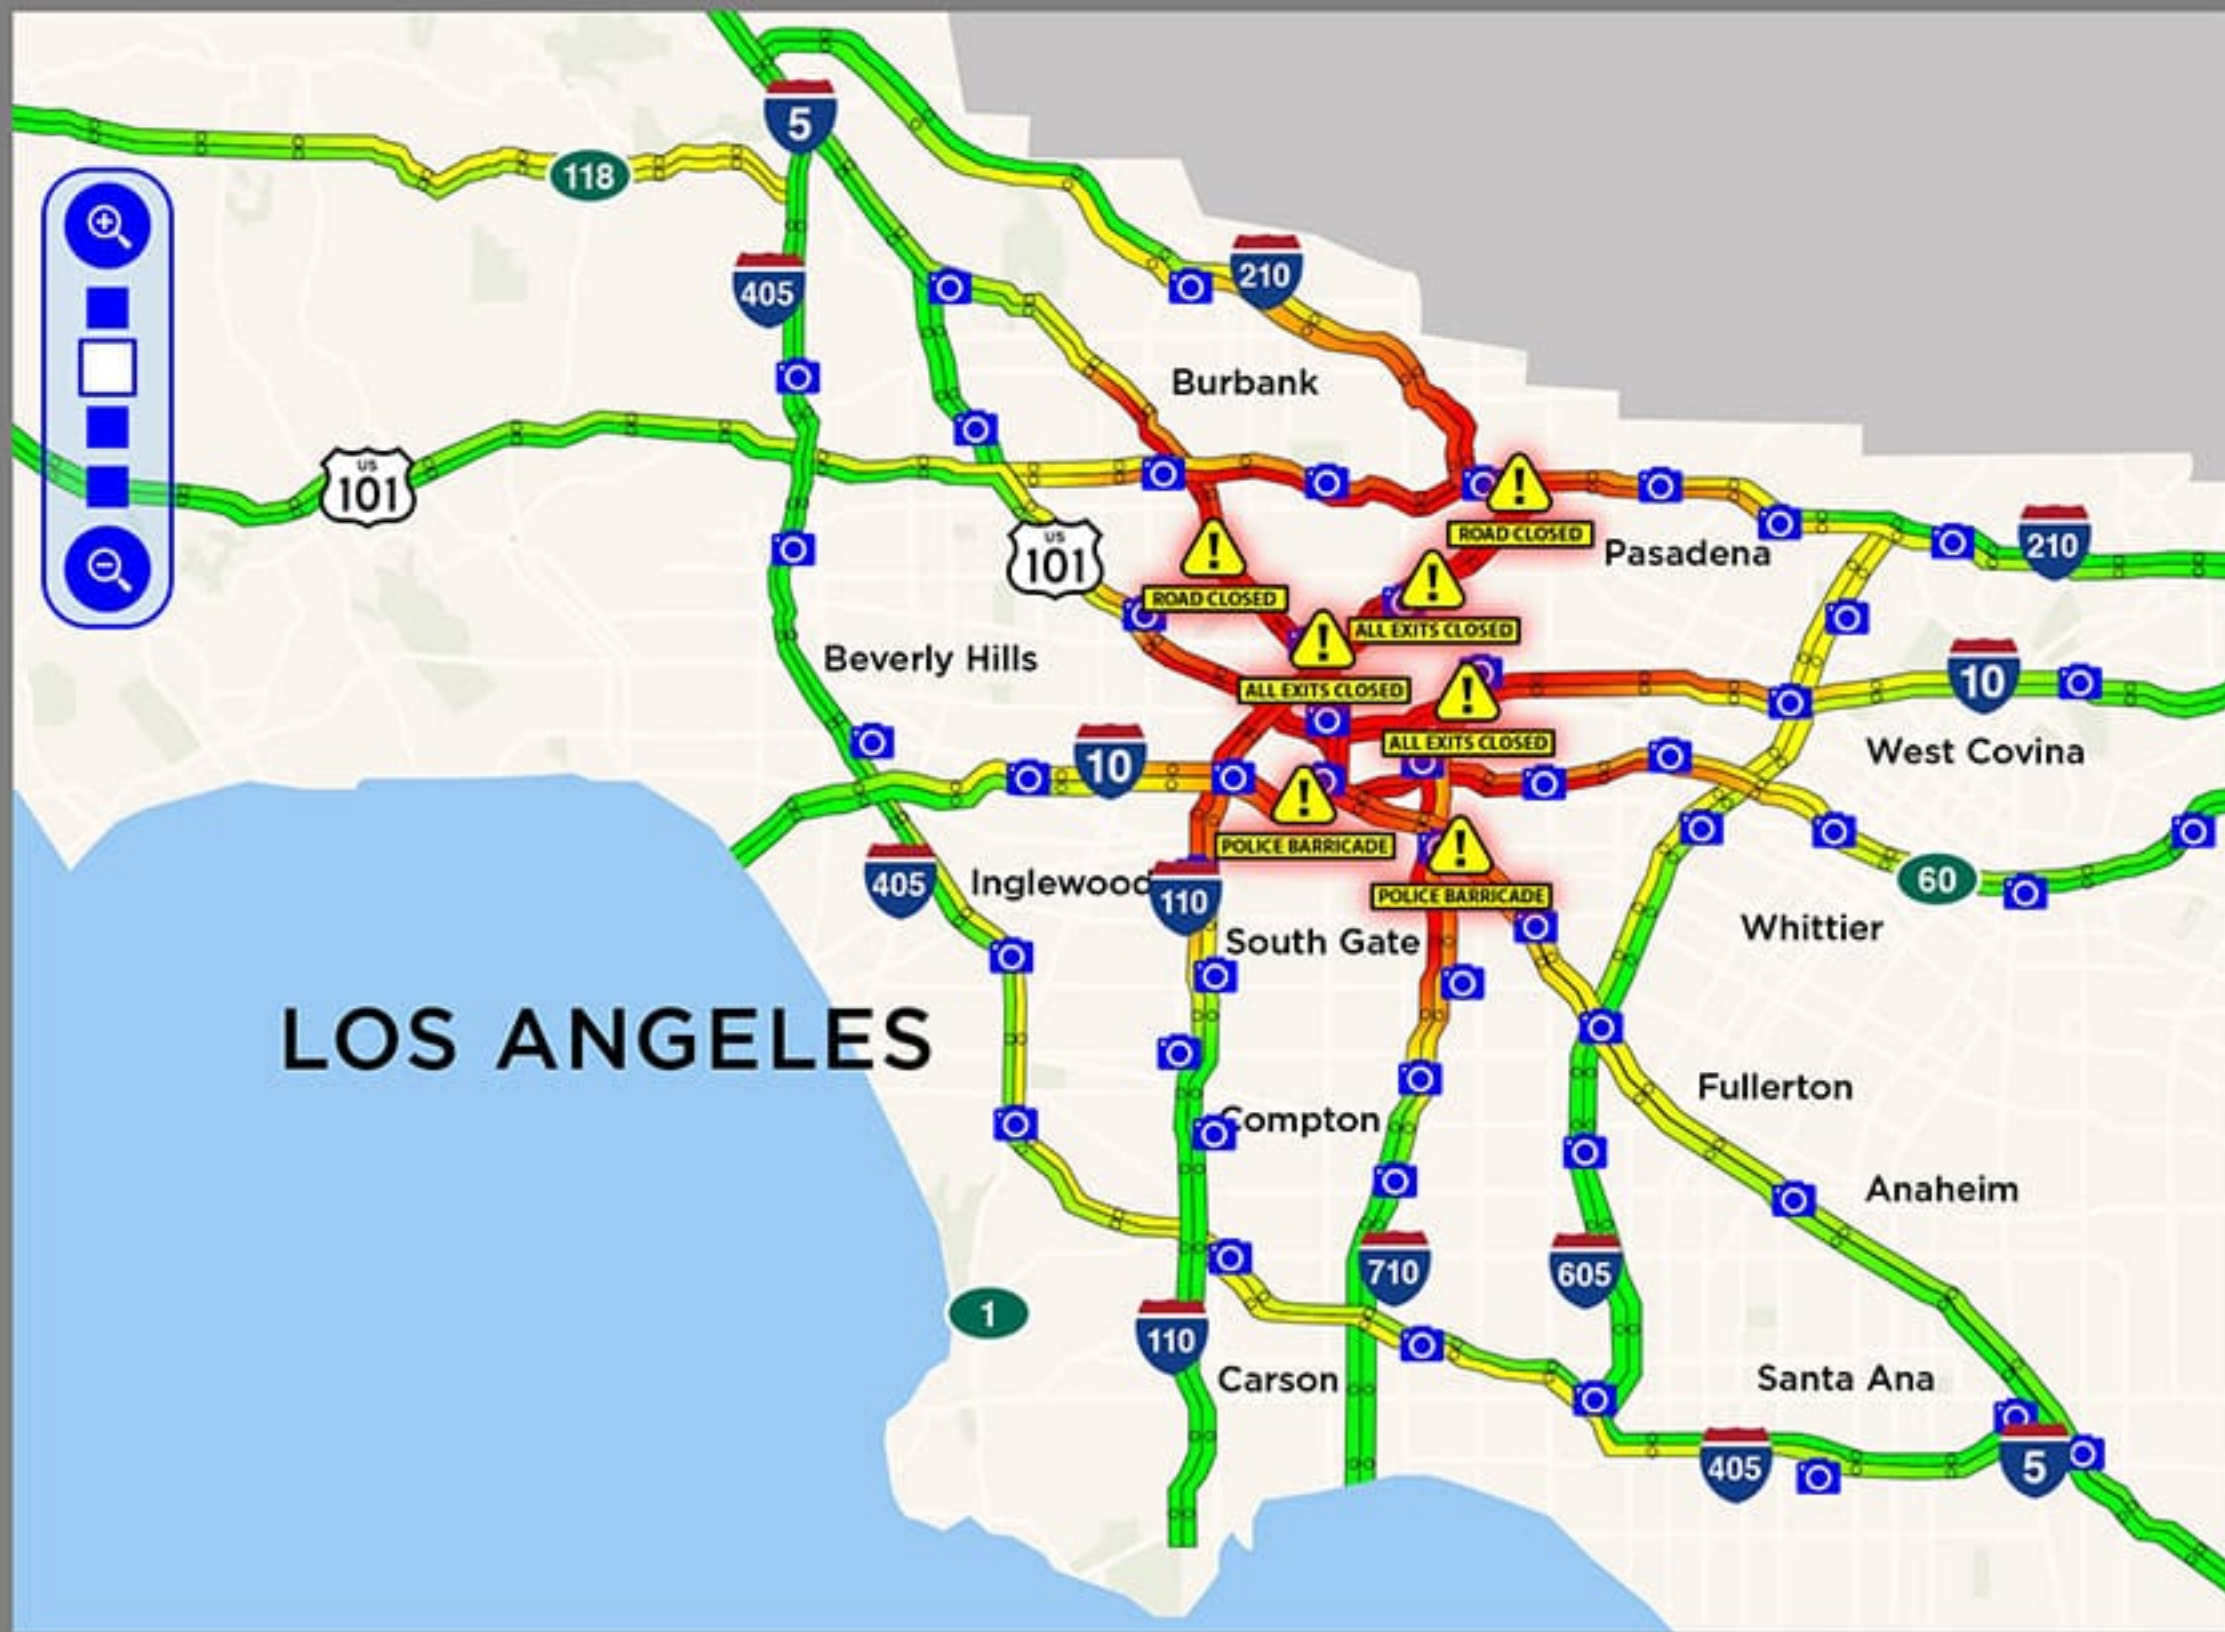 5
118
405
210
Burbank
US
101
ROAD CLOSED
Pasadena
210
US
101
ROAD CLOSED
ALL EXITS CLOSED
Beverly Hills
10
ALL EXITS CLOSED
ALL EXITS CLOSED
West Covina
10
POLICE BARRICADE
405
Inglewood
110
POLICE BARRICADE
60
South Gate
Whittier
LOS ANGELES
Fullerton
Compton
Anaheim
710
605
1
110
Carson
Santa Ana
405
5